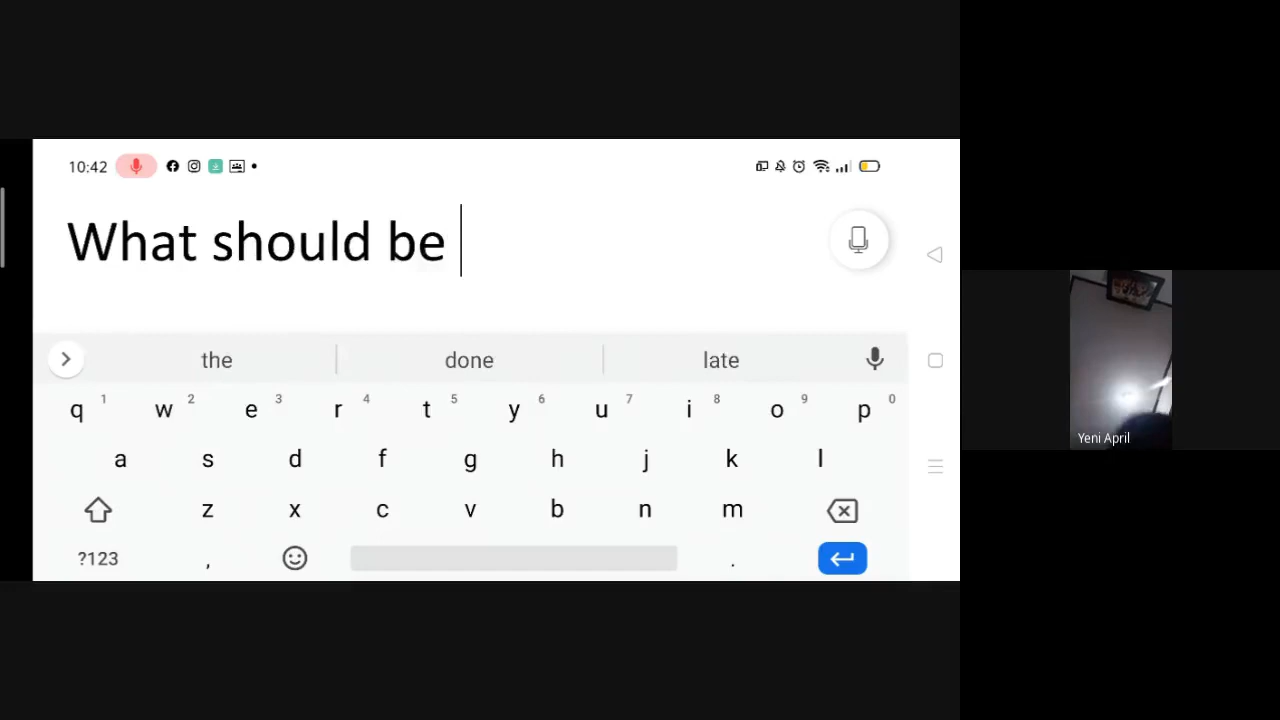 10:42
What should be
the done late
q 1 w 2 e 3 r 4 t 5 y 6 u 7 i 8 o 9 p 0
a s d f g h j k l
z x c v b n m
?123 , .
Yeni April